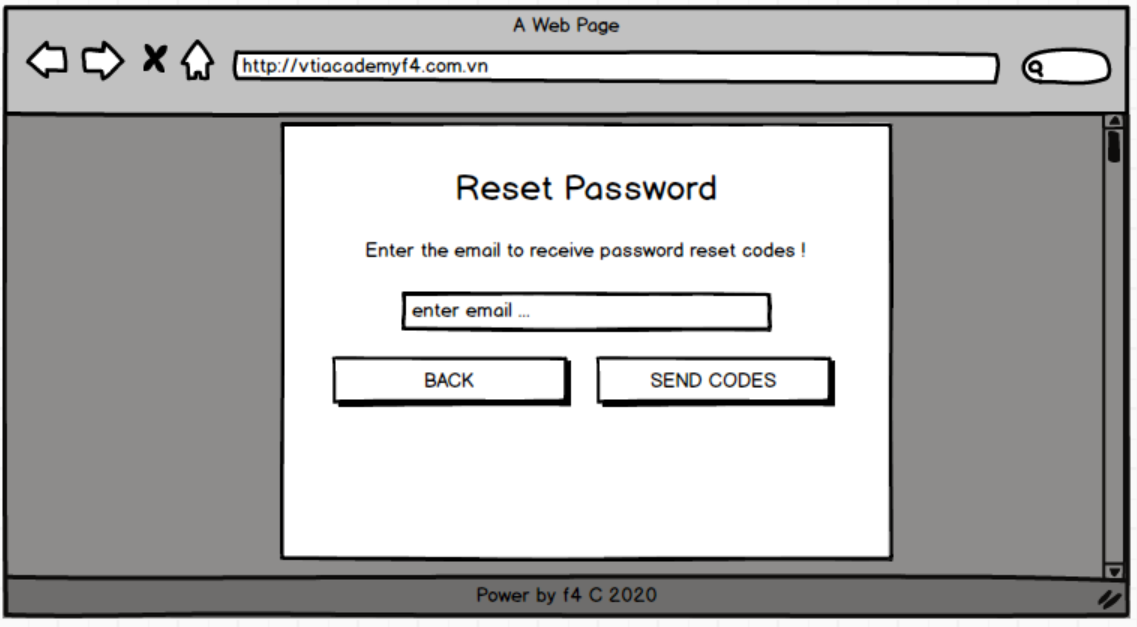 A Web Page
http://vtiacademyf4.com.vn
Reset Password
Enter the email to receive password reset codes !
enter email ...
BACK
SEND CODES
Power by f4 C 2020